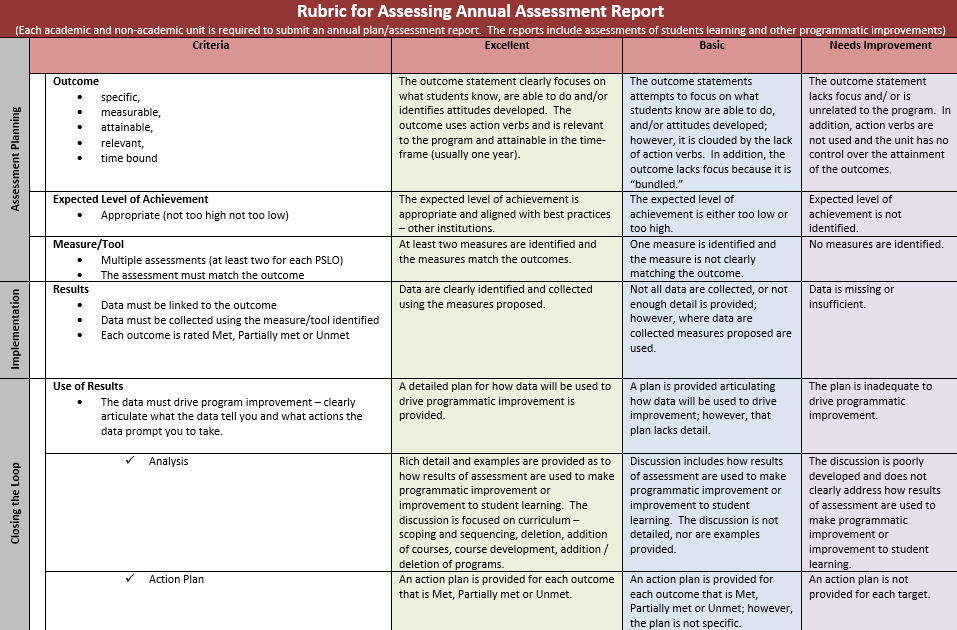 Rubric for Assessing Annual Assessment Report
(Each academic and non-academic unit is required to submit an annual plan/assessment report. The reports include assessments of students learning and other programmatic improvements)
Criteria
Excellent
Basic
Needs Improvement
Assessment Planning
Outcome
• specific,
• measurable,
• attainable,
• relevant,
• time bound
The outcome statement clearly focuses on
what students know, are able to do and/or
identifies attitudes developed. The
outcome uses action verbs and is relevant
to the program and attainable in the time-
frame (usually one year).
The outcome statements
attempts to focus on what
students know are able to do,
and/or attitudes developed;
however, it is clouded by the lack
of action verbs. In addition, the
outcome lacks focus because it is
“bundled.”
The outcome statement
lacks focus and/ or is
unrelated to the program. In
addition, action verbs are
not used and the unit has no
control over the attainment
of the outcomes.
Expected Level of Achievement
• Appropriate (not too high not too low)
The expected level of achievement is
appropriate and aligned with best practices
– other institutions.
The expected level of
achievement is either too low or
too high.
Expected level of
achievement is not
identified.
Measure/Tool
• Multiple assessments (at least two for each PSLO)
• The assessment must match the outcome
At least two measures are identified and
the measures match the outcomes.
One measure is identified and
the measure is not clearly
matching the outcome.
No measures are identified.
Implementation
Results
• Data must be linked to the outcome
• Data must be collected using the measure/tool identified
• Each outcome is rated Met, Partially met or Unmet
Data are clearly identified and collected
using the measures proposed.
Not all data are collected, or not
enough detail is provided;
however, where data are
collected measures proposed are
used.
Data is missing or
insufficient.
Closing the Loop
Use of Results
• The data must drive program improvement – clearly
articulate what the data tell you and what actions the
data prompt you to take.
A detailed plan for how data will be used to
drive programmatic improvement is
provided.
A plan is provided articulating
how data will be used to drive
improvement; however, that
plan lacks detail.
The plan is inadequate to
drive programmatic
improvement.
✓ Analysis
Rich detail and examples are provided as to
how results of assessment are used to make
programmatic improvement or
improvement to student learning. The
discussion is focused on curriculum –
scoping and sequencing, deletion, addition
of courses, course development, addition /
deletion of programs.
Discussion includes how results
of assessment are used to make
programmatic improvement or
improvement to student
learning. The discussion is not
detailed, nor are examples
provided.
The discussion is poorly
developed and does not
clearly address how results
of assessment are used to
make programmatic
improvement or
improvement to student
learning.
✓ Action Plan
An action plan is provided for each outcome
that is Met, Partially met or Unmet.
An action plan is provided for
each outcome that is Met,
Partially met or Unmet; however,
the plan is not specific.
An action plan is not
provided for each target.